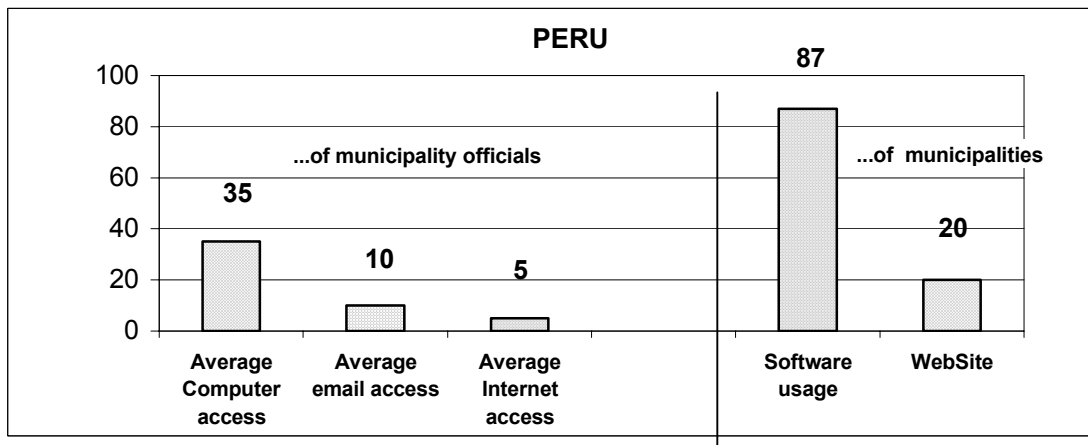 PERU
100
80
60
40
20
0
...of municipality officials
...of municipalities
35
10
5
87
20
Average
Computer
access
Average
email access
Average
Internet
access
Software
usage
WebSite